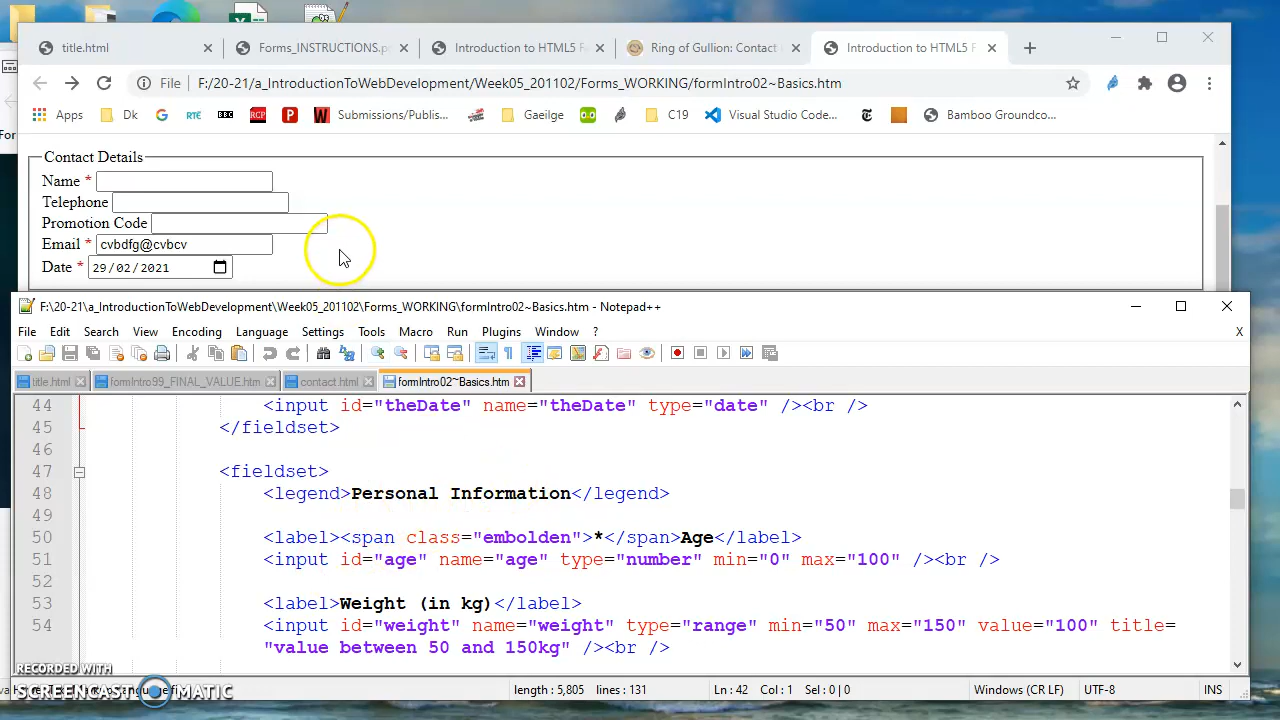 title.html
Forms_INSTRUCTIONS.p
Introduction to HTML5 F
Ring of Gullion: Contact
Introduction to HTML5 F
File F:/20-21/a_IntroductionToWebDevelopment/Week05_201102/Forms_WORKING/formIntro02~Basics.htm
Apps Dk G RTE BBC RCP P W Submissions/Publis... Gaeilge C19 Visual Studio Code... T Bamboo Groundco...
For
Contact Details
Name *
Telephone
Promotion Code
Email * cvbdfg@cvbcv
Date * 29/02/2021
F:\20-21\a_IntroductionToWebDevelopment\Week05_201102\Forms_WORKING\formIntro02~Basics.htm - Notepad++
File Edit Search View Encoding Language Settings Tools Macro Run Plugins Window ? X
title.html formIntro99_FINAL_VALUE.htm contact.html formIntro02~Basics.htm
44 <input id="theDate" name="theDate" type="date" /><br />
45 </fieldset>
46
47 <fieldset>
48 <legend>Personal Information</legend>
49
50 <label><span class="embolden">*</span>Age</label>
51 <input id="age" name="age" type="number" min="0" max="100" /><br />
52
53 <label>Weight (in kg)</label>
54 <input id="weight" name="weight" type="range" min="50" max="150" value="100" title=
"value between 50 and 150kg" /><br />
RECORDED WITH
SCREENCAST MATIC
length : 5,805 lines : 131 Ln : 42 Col : 1 Sel : 0 | 0 Windows (CR LF) UTF-8 INS